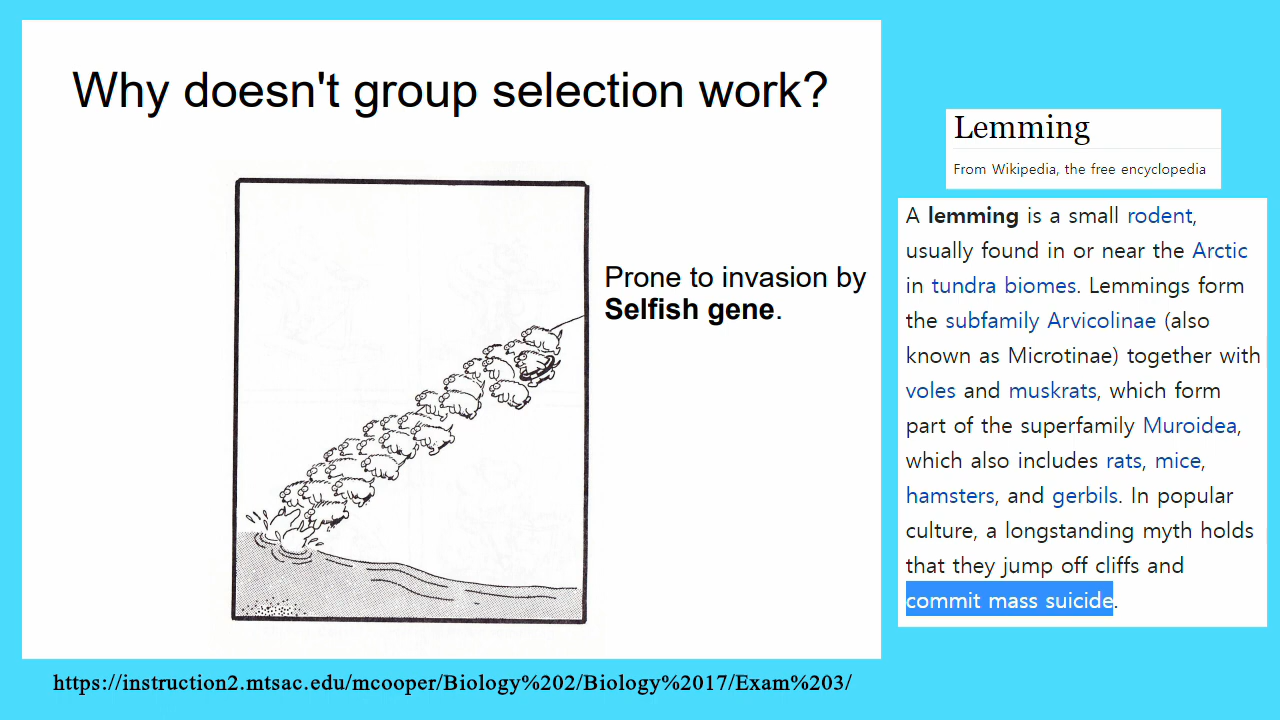 Why doesn't group selection work?
Prone to invasion by
Selfish gene.
Lemming
From Wikipedia, the free encyclopedia
A lemming is a small rodent,
usually found in or near the Arctic
in tundra biomes. Lemmings form
the subfamily Arvicolinae (also
known as Microtinae) together with
voles and muskrats, which form
part of the superfamily Muroidea,
which also includes rats, mice,
hamsters, and gerbils. In popular
culture, a longstanding myth holds
that they jump off cliffs and
commit mass suicide.
https://instruction2.mtsac.edu/mcooper/Biology%202/Biology%2017/Exam%203/